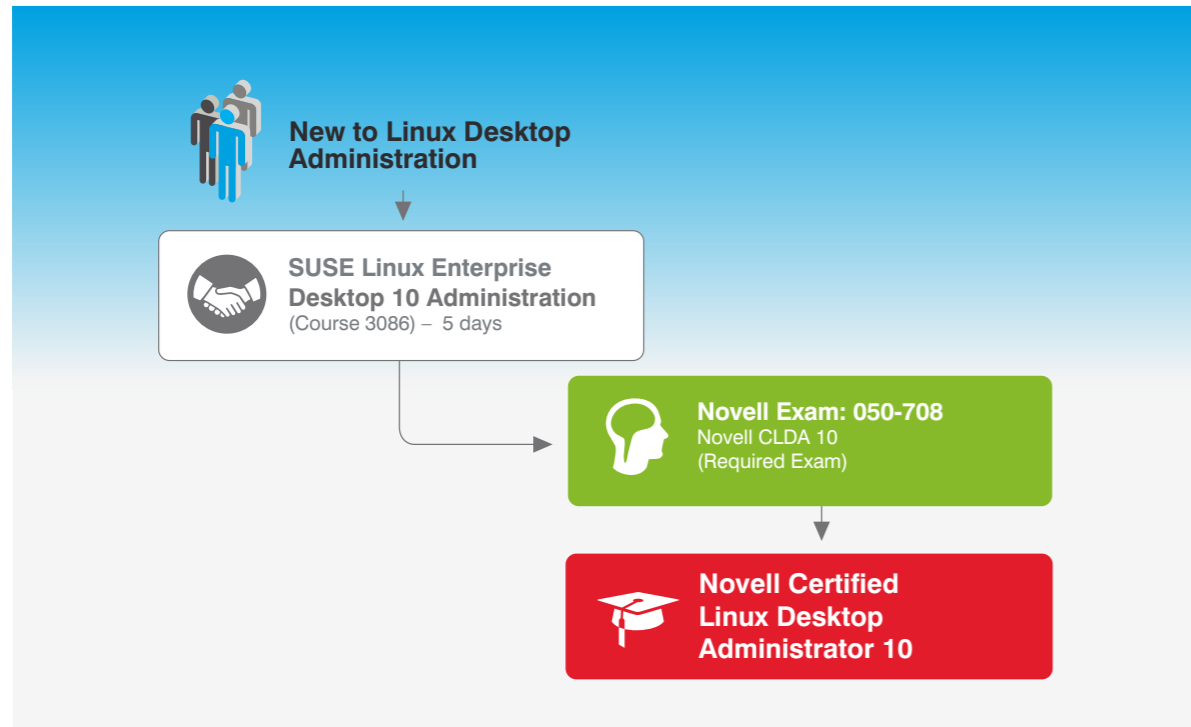 New to Linux Desktop
Administration
SUSE Linux Enterprise
Desktop 10 Administration
(Course 3086) – 5 days
Novell Exam: 050-708
Novell CLDA 10
(Required Exam)
Novell Certified
Linux Desktop
Administrator 10